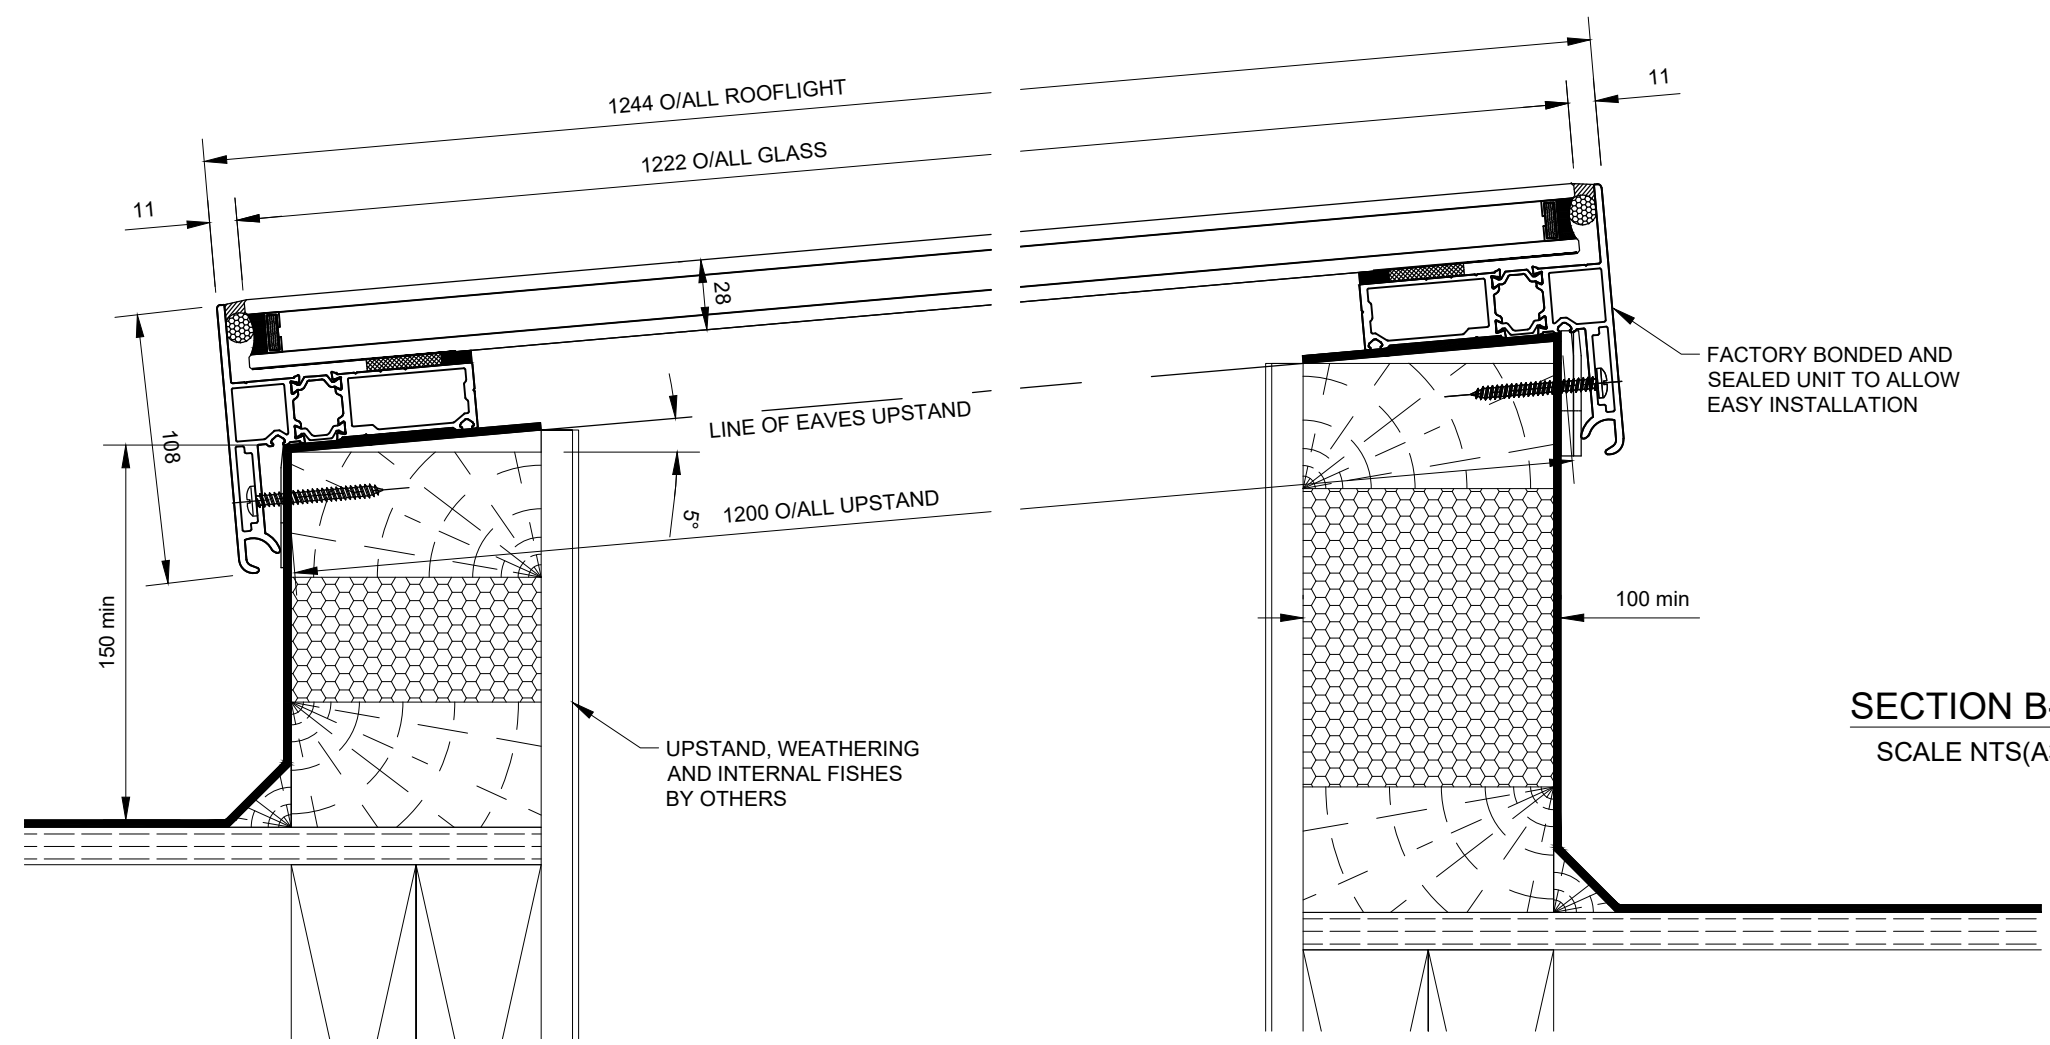 1244 O/ALL ROOFLIGHT
11
1222 O/ALL GLASS
11
28
FACTORY BONDED AND
SEALED UNIT TO ALLOW
EASY INSTALLATION
LINE OF EAVES UPSTAND
108
5°
1200 O/ALL UPSTAND
150 min
100 min
SECTION B-
SCALE NTS(A
UPSTAND, WEATHERING
AND INTERNAL FISHES
BY OTHERS